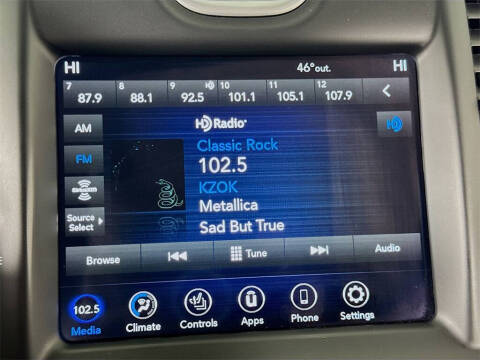 HI 46°out. HI
7 8 9 HD 10 11 12
87.9 88.1 92.5 101.1 105.1 107.9
AM
HD Radio
HD
Classic Rock
FM
102.5
KZOK
Metallica
Source
Select
Sad But True
Browse Tune Audio
102.5
Media Climate Controls Apps Phone Settings